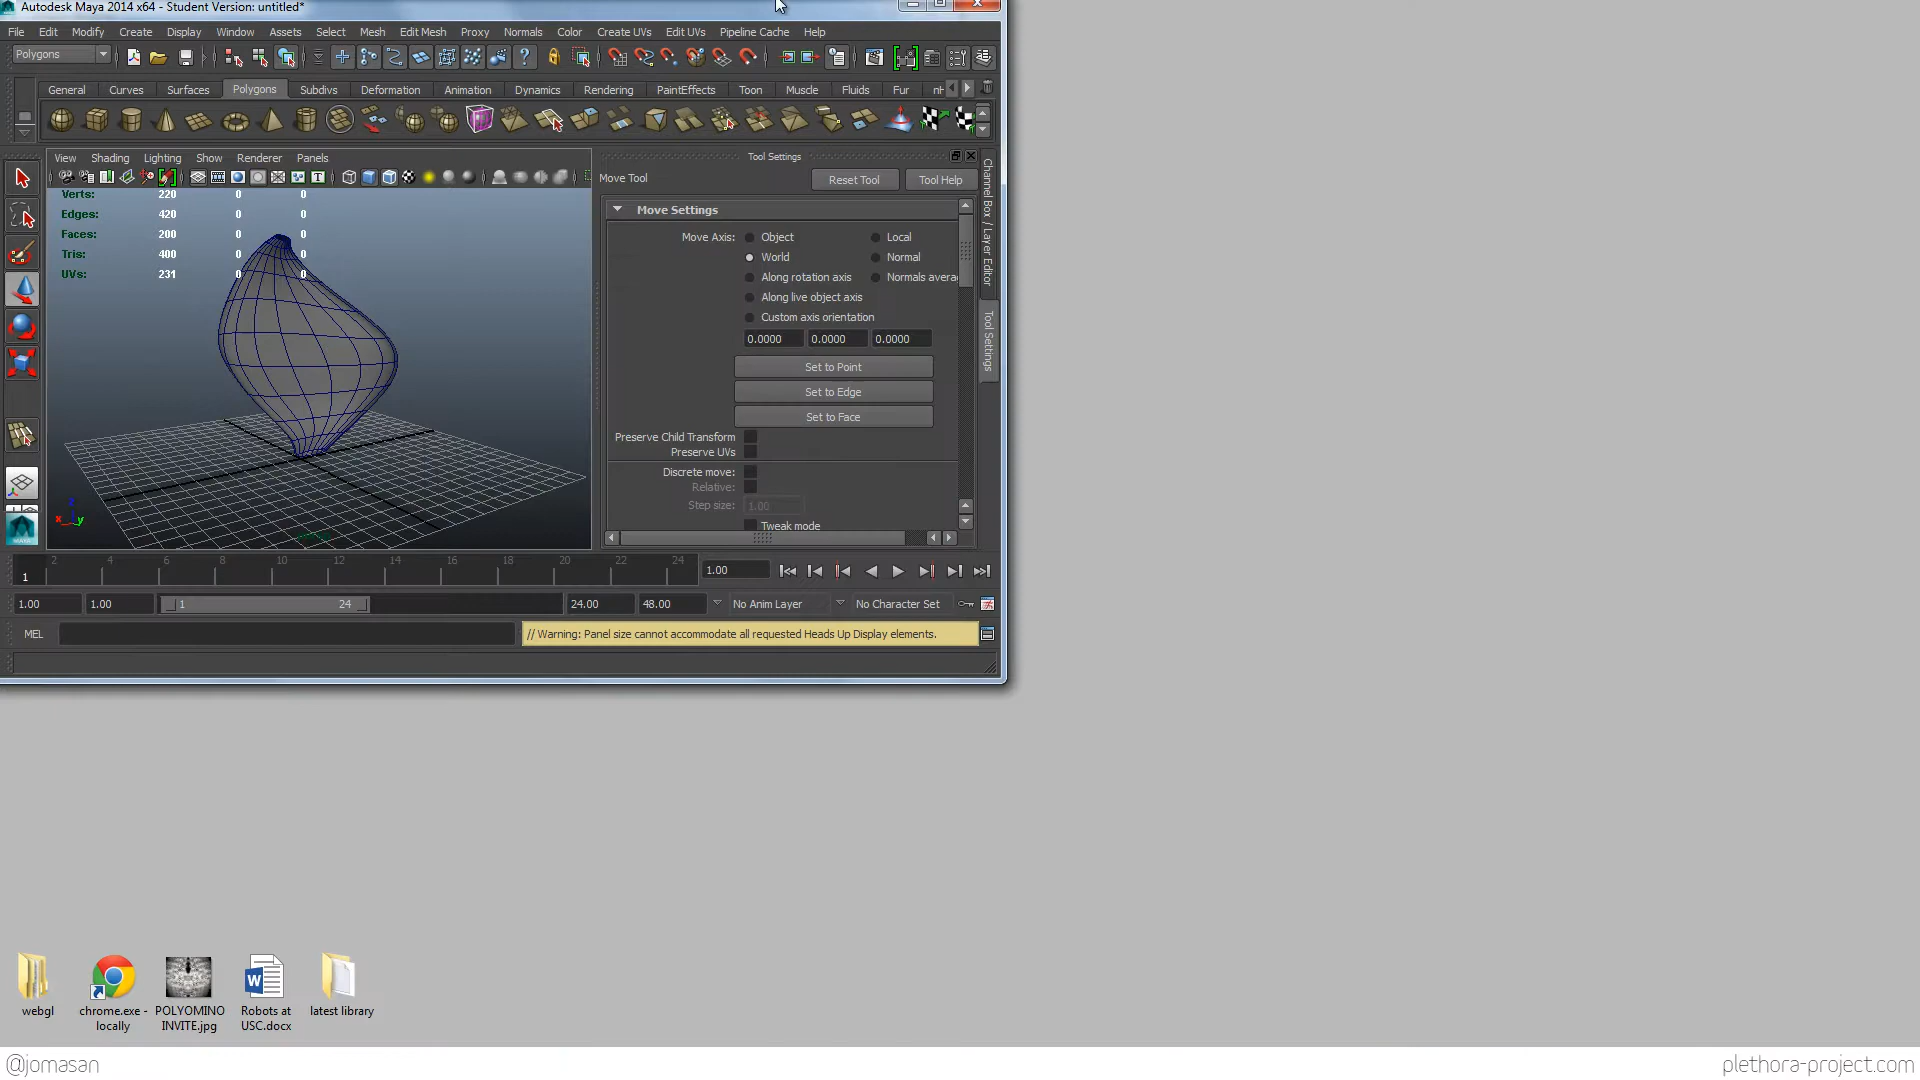 Autodesk Maya 2014 x64 - Student Version: untitled*
File Edit Modify Create Display Window Assets Select Mesh Edit Mesh Proxy Normals Color Create UVs Edit UVs Pipeline Cache Help
Polygons
General Curves Surfaces Polygons Subdivs Deformation Animation Dynamics Rendering PaintEffects Toon Muscle Fluids Fur
View Shading Lighting Show Renderer Panels
Verts: 220 0 0
Edges: 420 0 0
Faces: 200 0 0
Tris: 400 0 0
UVs: 231 0 0
z
x y
Tool Settings
Move Tool Reset Tool Tool Help
Move Settings
Move Axis: Object Local
World Normal
Along rotation axis Normals avera
Along live object axis
Custom axis orientation
0.0000 0.0000 0.0000
Set to Point
Set to Edge
Set to Face
Preserve Child Transform
Preserve UVs
Discrete move:
Relative:
Step size: 1.00
Tweak mode
Channel Box / Layer Editor
Tool Settings
2 4 6 8 10 12 14 16 18 20 22 24
1 1.00
1.00 1.00 1 24 24.00 48.00 No Anim Layer No Character Set
MEL // Warning: Panel size cannot accommodate all requested Heads Up Display elements.
webgl
chrome.exe - locally
POLYOMINO INVITE.jpg
Robots at USC.docx
latest library
@jomasan
plethora-project.com